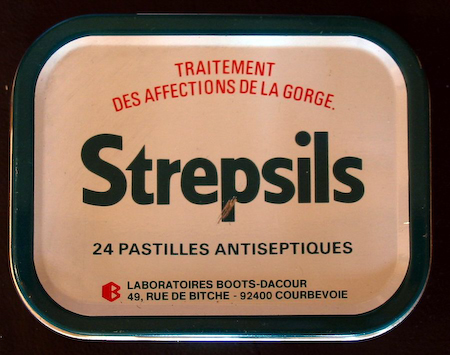 TRAITEMENT
DES AFFECTIONS DE LA GORGE.
Strepsils
24 PASTILLES ANTISEPTIQUES
LABORATOIRES BOOTS-DACOUR
49, RUE DE BITCHE - 92400 COURBEVOIE